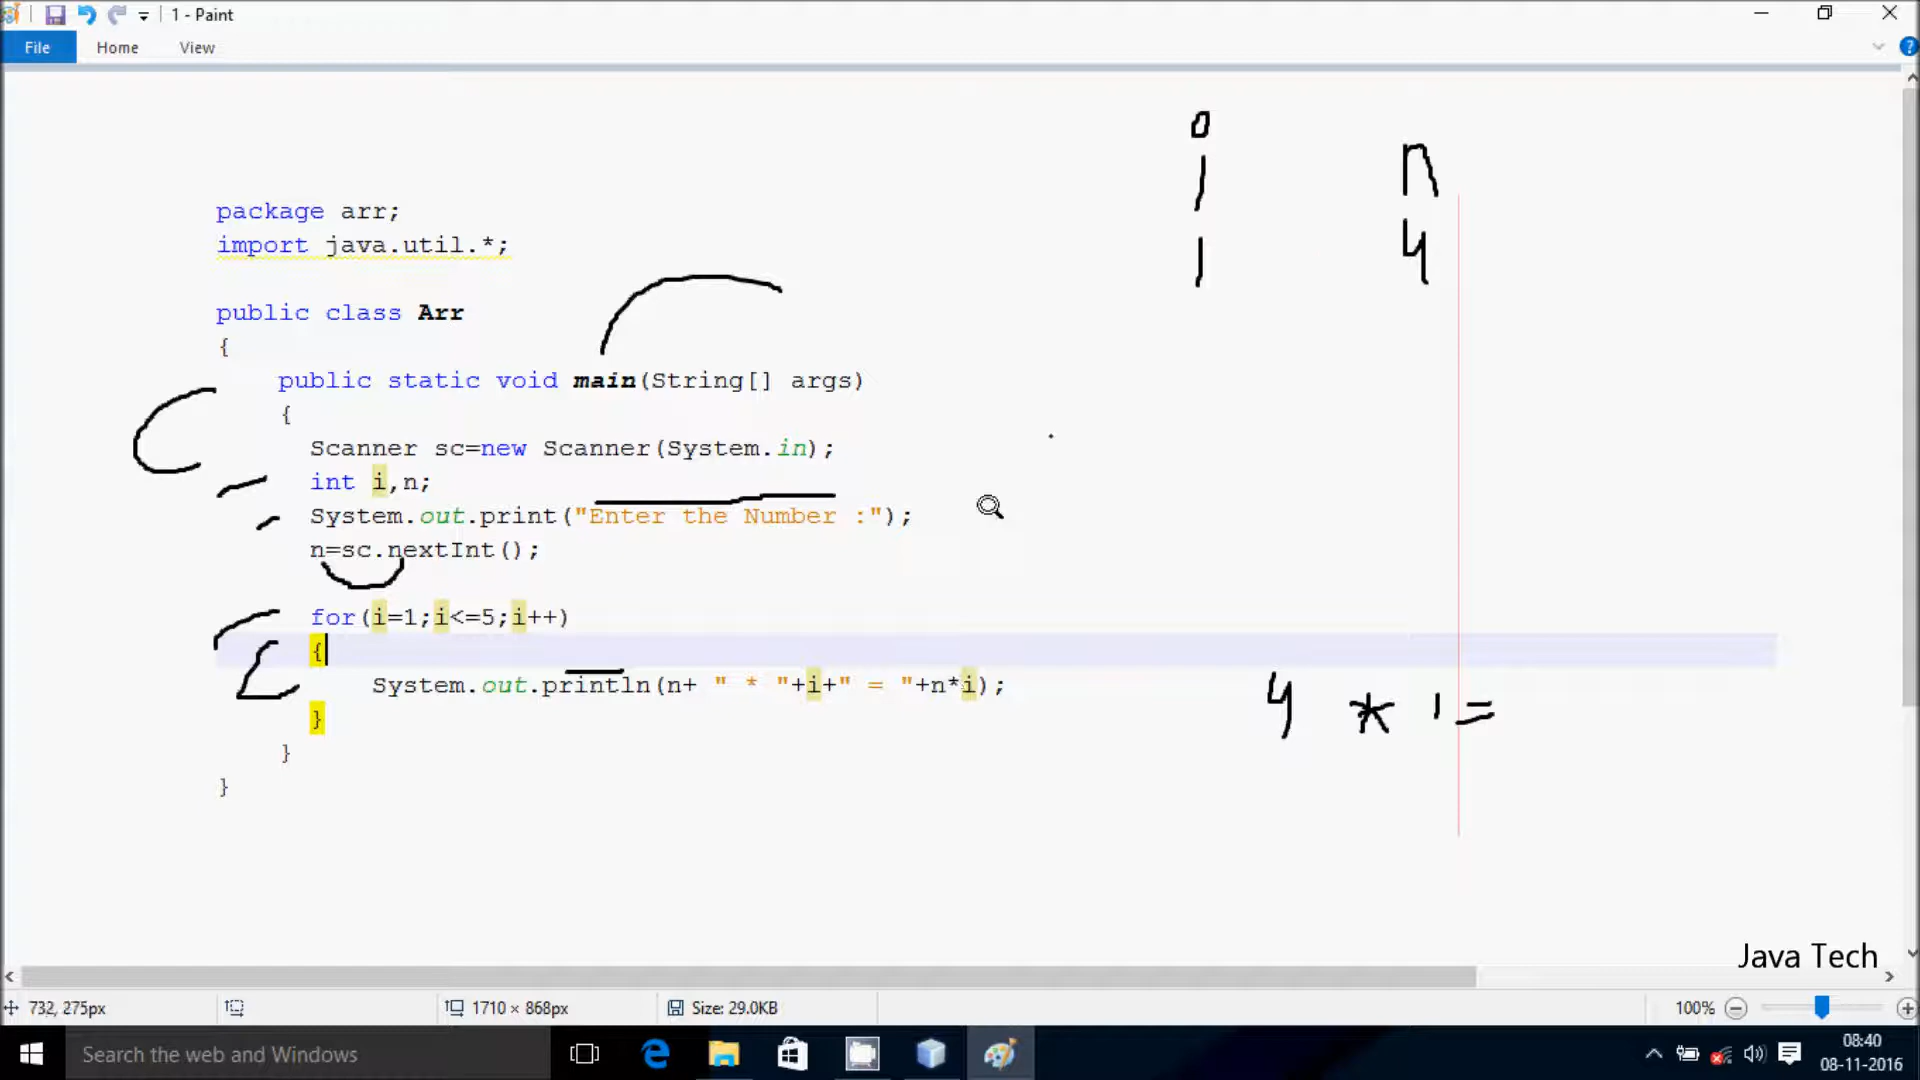 1 - Paint
File Home View
0
| n
1 4
package arr;
import java.util.*;
public class Arr
{
public static void main(String[] args)
{
Scanner sc=new Scanner(System.in);
int i,n;
System.out.print("Enter the Number :");
n=sc.nextInt();
for(i=1;i<=5;i++)
{
System.out.println(n+ " * "+i+" = "+n*i);
4 * 1 =
}
}
}
Java Tech
732, 275px 1710 × 868px Size: 29.0KB 100%
Search the web and Windows
08:40
08-11-2016